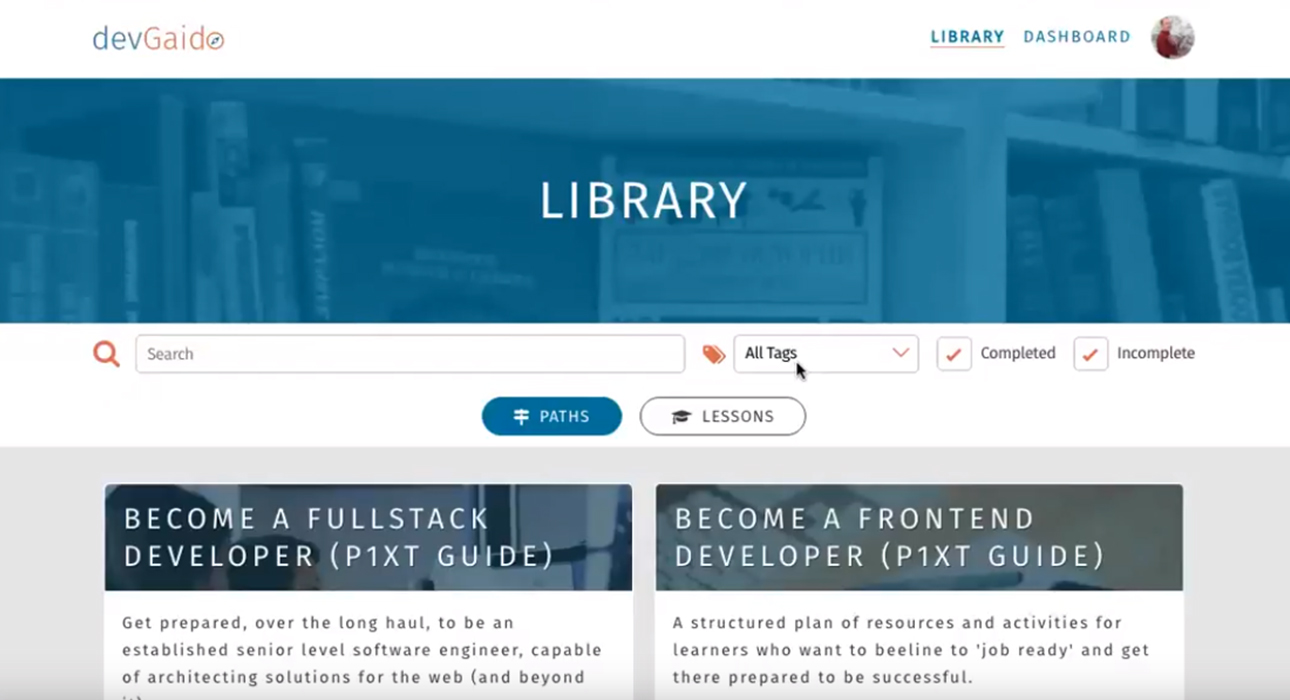 devGaido
LIBRARY DASHBOARD
LIBRARY
Search All Tags Completed Incomplete
PATHS LESSONS
BECOME A FULLSTACK
DEVELOPER (P1XT GUIDE)
Get prepared, over the long haul, to be an
established senior level software engineer, capable
of architecting solutions for the web (and beyond
BECOME A FRONTEND
DEVELOPER (P1XT GUIDE)
A structured plan of resources and activities for
learners who want to beeline to 'job ready' and get
there prepared to be successful.